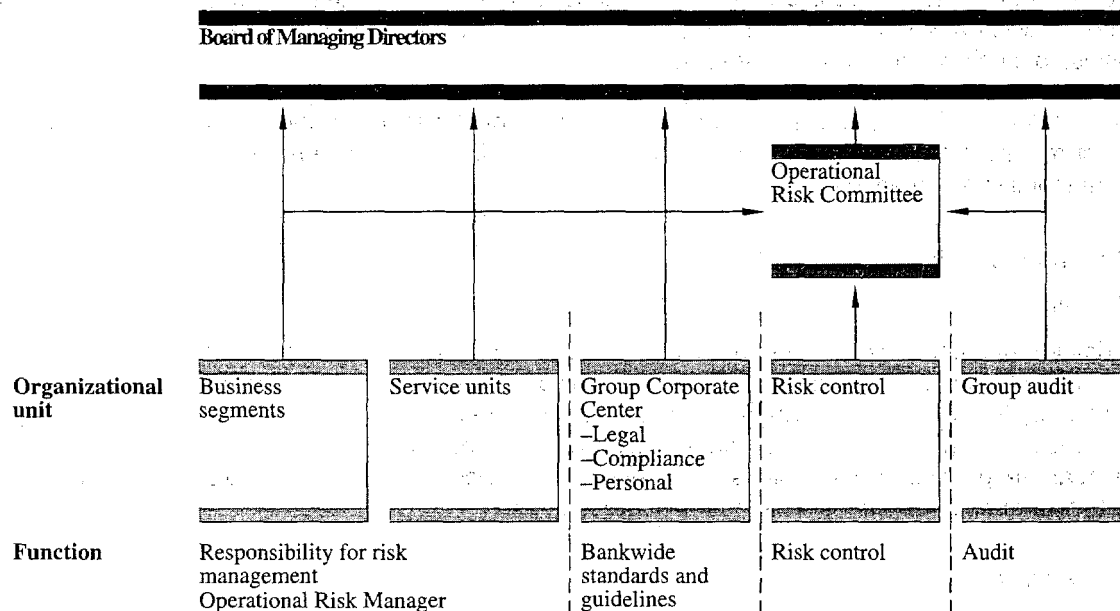 Board of Managing Directors
Operational
Risk Committee
Organizational
unit
Business
segments
Service units
Group Corporate
Center
–Legal
–Compliance
–Personal
Risk control
Group audit
Function
Responsibility for risk
management
Operational Risk Manager
Bankwide
standards and
guidelines
Risk control
Audit